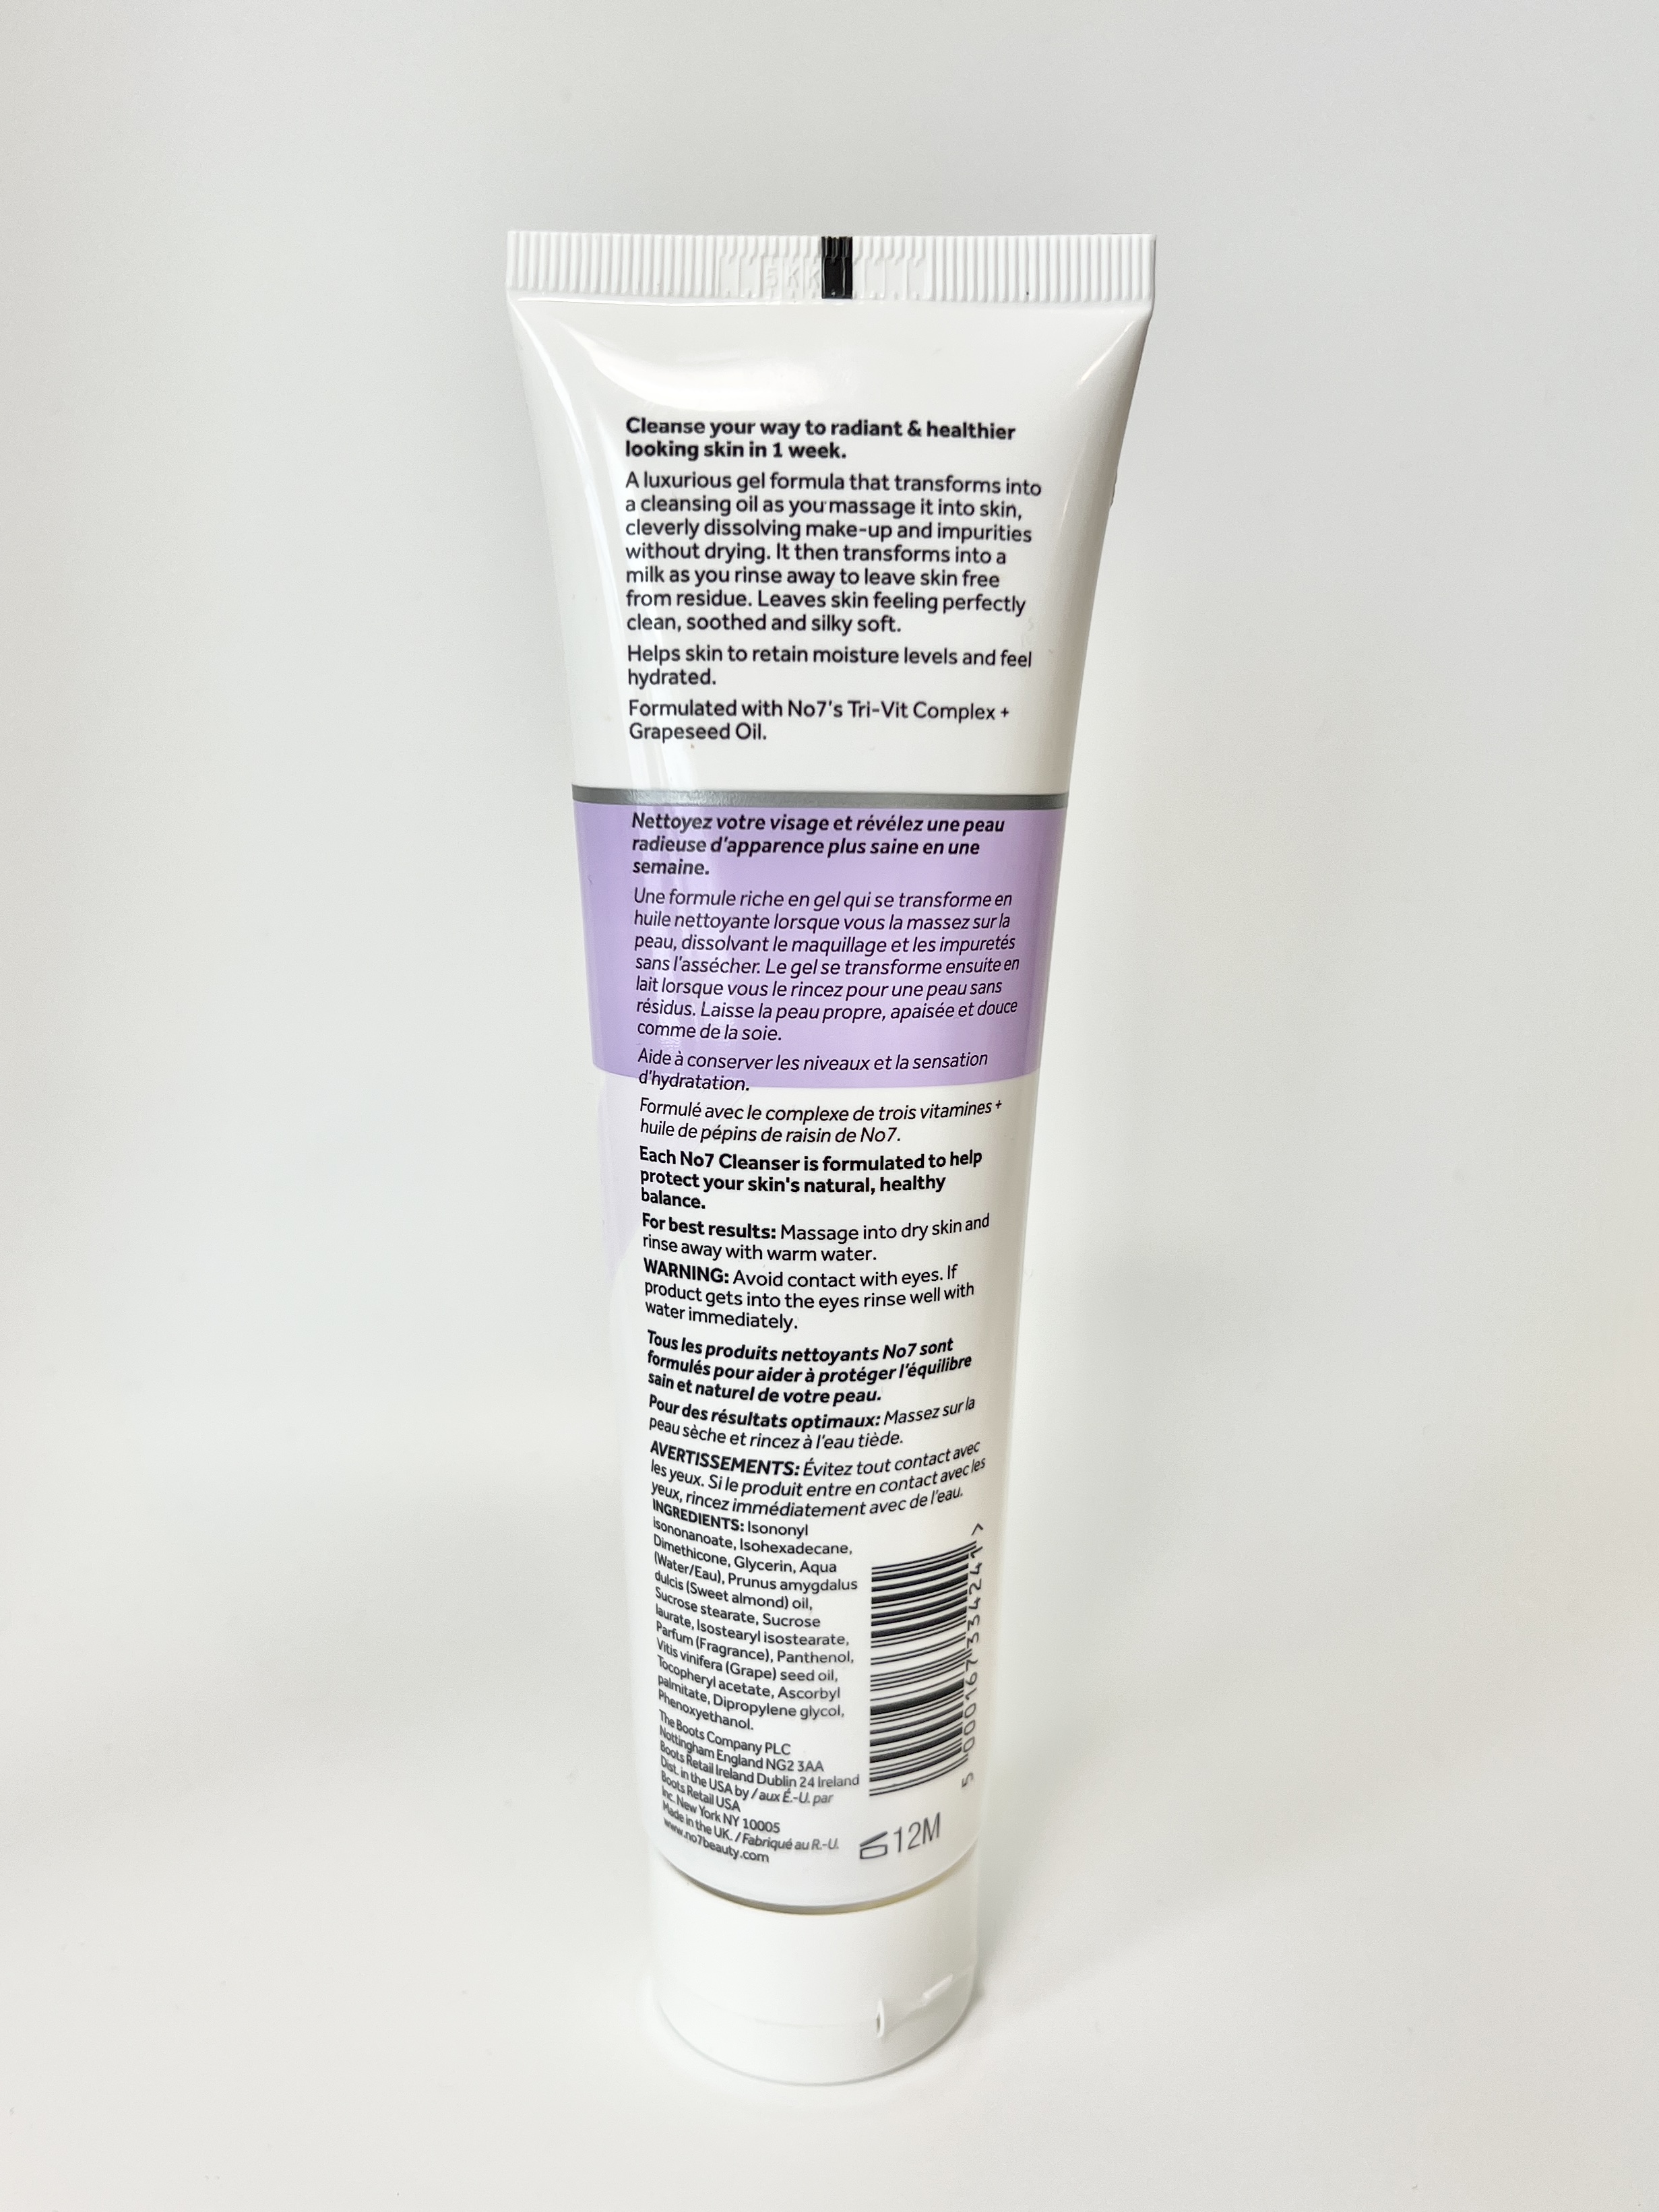 Cleanse your way to radiant & healthier
looking skin in 1 week.
A luxurious gel formula that transforms into
a cleansing oil as you massage it into skin,
cleverly dissolving make-up and impurities
without drying. It then transforms into a
milk as you rinse away to leave skin free
from residue. Leaves skin feeling perfectly
clean, soothed and silky soft.
Helps skin to retain moisture levels and feel
hydrated.
Formulated with No7's Tri-Vit Complex +
Grapeseed Oil.
Nettoyez votre visage et révélez une peau
radieuse d'apparence plus saine en une
semaine.
Une formule riche en gel qui se transforme en
huile nettoyante lorsque vous la massez sur la
peau, dissolvant le maquillage et les impuretés
sans l'assécher. Le gel se transforme ensuite en
lait lorsque vous le rincez pour une peau sans
résidus. Laisse la peau propre, apaisée et douce
comme de la soie.
Aide à conserver les niveaux et la sensation
d'hydratation.
Formulé avec le complexe de trois vitamines +
huile de pépins de raisin de No7.
Each No7 Cleanser is formulated to help
protect your skin's natural, healthy
balance.
For best results: Massage into dry skin and
rinse away with warm water.
WARNING: Avoid contact with eyes. If
product gets into the eyes rinse well with
water immediately.
Tous les produits nettoyants No7 sont
formulés pour aider à protéger l'équilibre
sain et naturel de votre peau.
Pour des résultats optimaux: Massez sur la
peau sèche et rincez à l'eau tiède.
AVERTISSEMENTS: Évitez tout contact avec
les yeux. Si le produit entre en contact avec les
yeux, rincez immédiatement avec de l'eau.
INGREDIENTS: Isononyl
isononanoate, Isohexadecane,
Dimethicone, Glycerin, Aqua
(Water/Eau), Prunus amygdalus
dulcis (Sweet almond) oil,
Sucrose stearate, Sucrose
laurate, Isostearyl isostearate,
Parfum (Fragrance), Panthenol,
Vitis vinifera (Grape) seed oil,
Tocopheryl acetate, Ascorbyl
palmitate, Dipropylene glycol,
Phenoxyethanol.
The Boots Company PLC
Nottingham England NG2 3AA
Boots Retail Ireland Dublin 24 Ireland
Dist. in the USA by / aux É.-U. par
Boots Retail USA
Inc. New York NY 10005
Made in the UK. / Fabriqué au R.-U.
www.no7beauty.com
5 000167 334241 >
12M